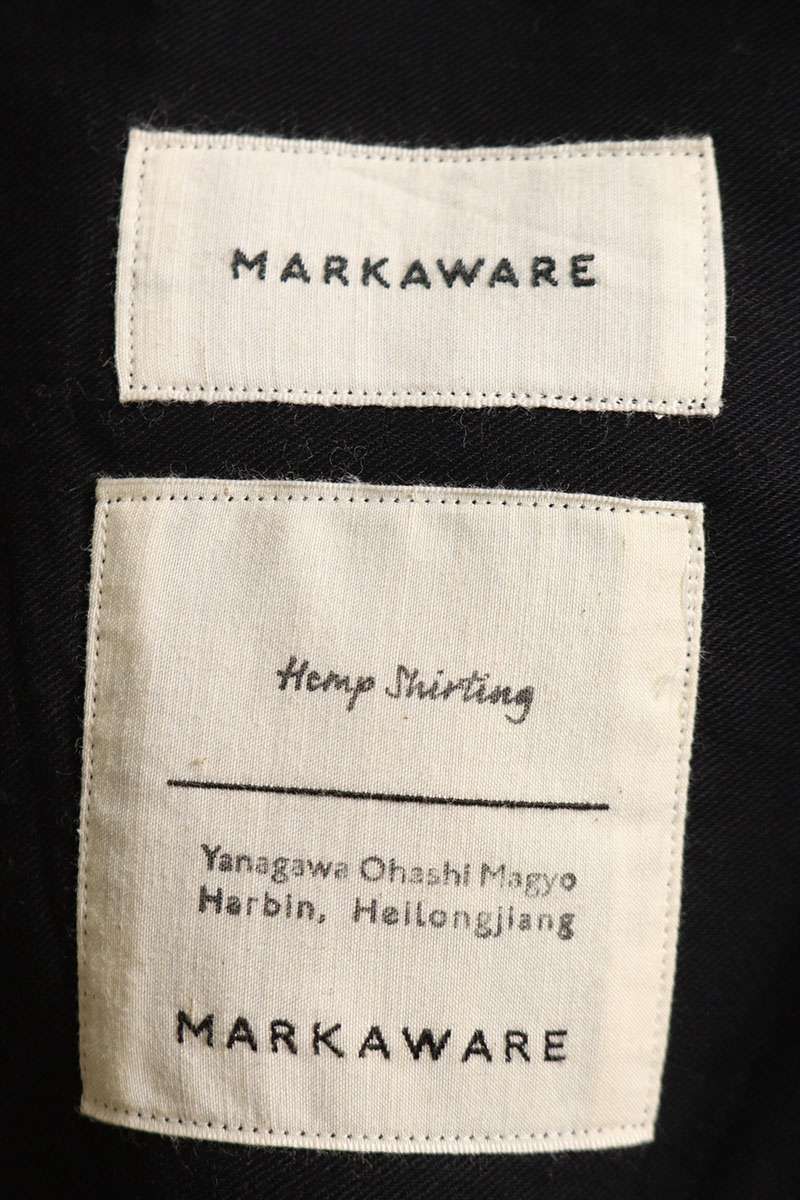 MARKAWARE
Hemp Shirting
Yanagawa Ohashi Magyo
Harbin, Heilongjiang
MARKAWARE